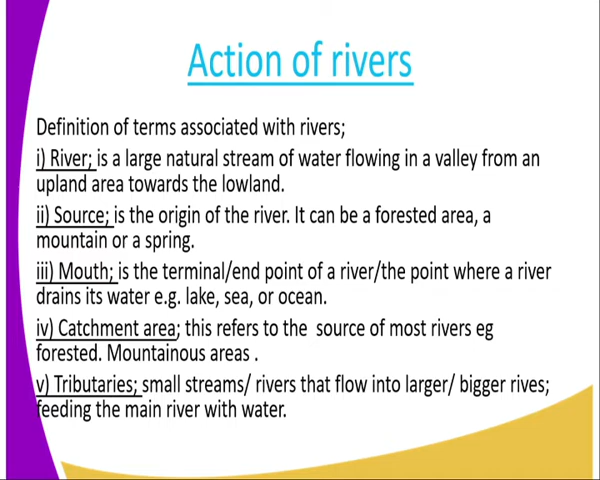 Action of rivers
Definition of terms associated with rivers;
i) River; is a large natural stream of water flowing in a valley from an
upland area towards the lowland.
ii) Source; is the origin of the river. It can be a forested area, a
mountain or a spring.
iii) Mouth; is the terminal/end point of a river/the point where a river
drains its water e.g. lake, sea, or ocean.
iv) Catchment area; this refers to the  source of most rivers eg
forested. Mountainous areas .
v) Tributaries; small streams/ rivers that flow into larger/ bigger rives;
feeding the main river with water.